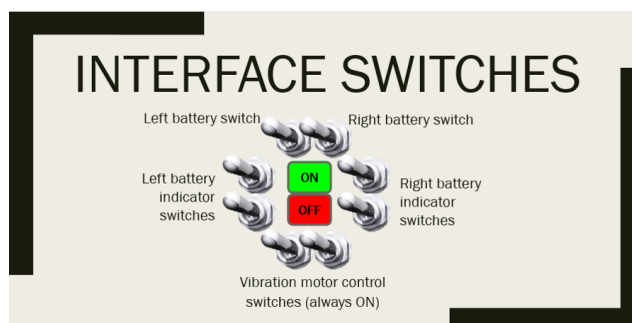 INTERFACE SWITCHES
Left battery switch
Right battery switch
Left battery
indicator
switches
ON
OFF
Right battery
indicator
switches
Vibration motor control
switches (always ON)